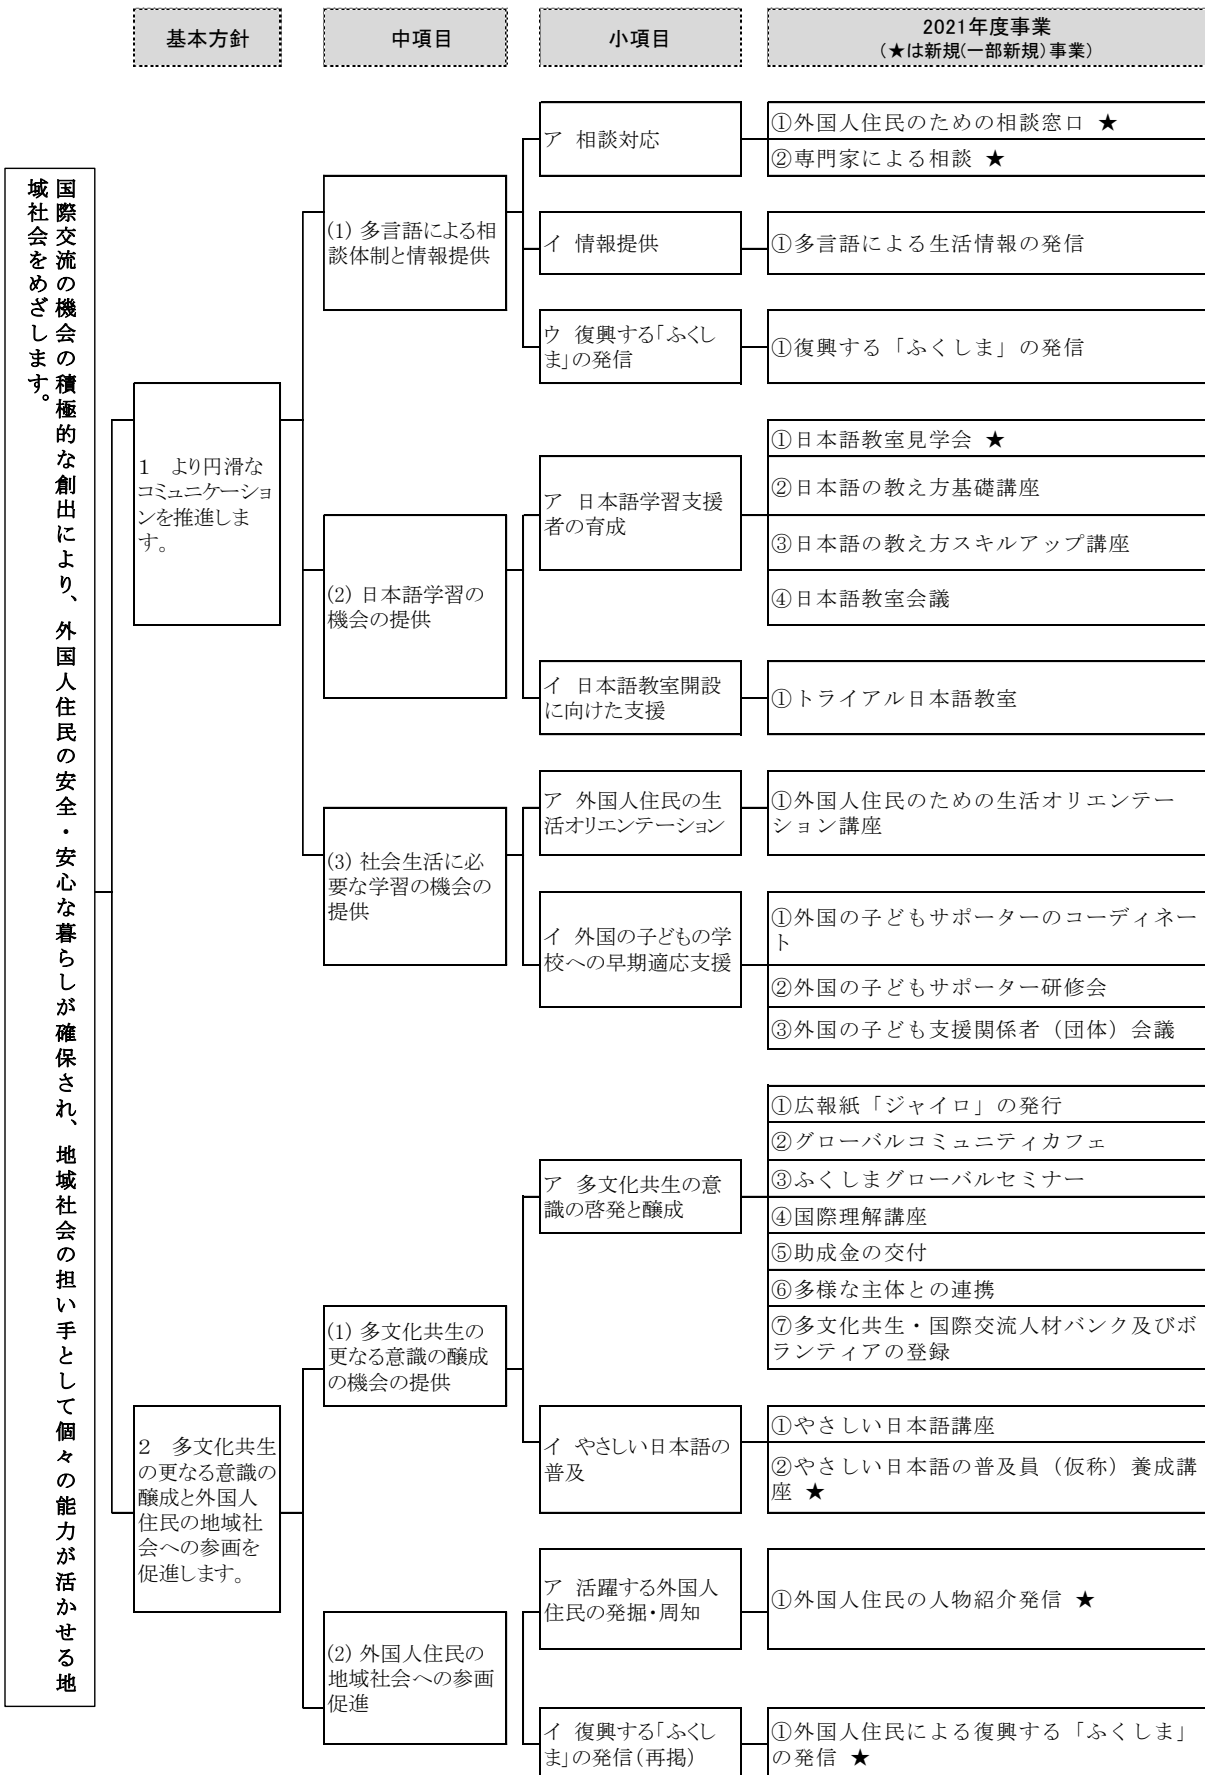 基本方針
中項目
小項目
2021年度事業
(★は新規(一部新規)事業)
国際交流の機会の積極的な創出により、外国人住民の安全・安心な暮らしが確保され、地域社会の担い手として個々の能力が活かせる地
域社会をめざします。
1 より円滑な
コミュニケーショ
ンを推進しま
す。
(1) 多言語による相
談体制と情報提供
ア 相談対応
①外国人住民のための相談窓口 ★
②専門家による相談 ★
イ 情報提供
①多言語による生活情報の発信
ウ 復興する「ふくし
ま」の発信
①復興する「ふくしま」の発信
(2) 日本語学習の
機会の提供
ア 日本語学習支援
者の育成
①日本語教室見学会 ★
②日本語の教え方基礎講座
③日本語の教え方スキルアップ講座
④日本語教室会議
イ 日本語教室開設
に向けた支援
①トライアル日本語教室
(3) 社会生活に必
要な学習の機会の
提供
ア 外国人住民の生
活オリエンテーション
①外国人住民のための生活オリエンテー
ション講座
イ 外国の子どもの学
校への早期適応支援
①外国の子どもサポーターのコーディネー
ト
②外国の子どもサポーター研修会
③外国の子ども支援関係者(団体)会議
2 多文化共生
の更なる意識の
醸成と外国人
住民の地域社
会への参画を
促進します。
(1) 多文化共生の
更なる意識の醸成
の機会の提供
ア 多文化共生の意
識の啓発と醸成
①広報紙「ジャイロ」の発行
②グローバルコミュニティカフェ
③ふくしまグローバルセミナー
④国際理解講座
⑤助成金の交付
⑥多様な主体との連携
⑦多文化共生・国際交流人材バンク及びボ
ランティアの登録
イ やさしい日本語の
普及
①やさしい日本語講座
②やさしい日本語の普及員(仮称)養成講
座 ★
(2) 外国人住民の
地域社会への参画
促進
ア 活躍する外国人
住民の発掘・周知
①外国人住民の人物紹介発信 ★
イ 復興する「ふくし
ま」の発信(再掲)
①外国人住民による復興する「ふくしま」
の発信 ★